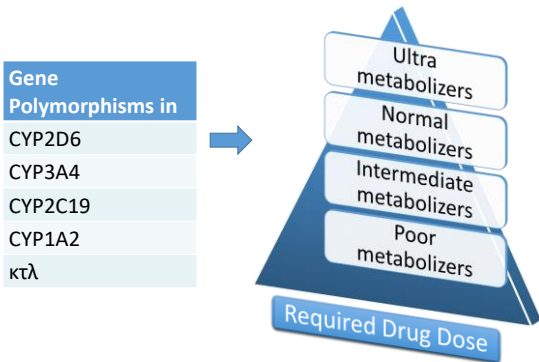 Gene
Polymorphisms in
CYP2D6
CYP3A4
CYP2C19
CYP1A2
κτλ
Ultra
metabolizers
Normal
metabolizers
Intermediate
metabolizers
Poor
metabolizers
Required Drug Dose